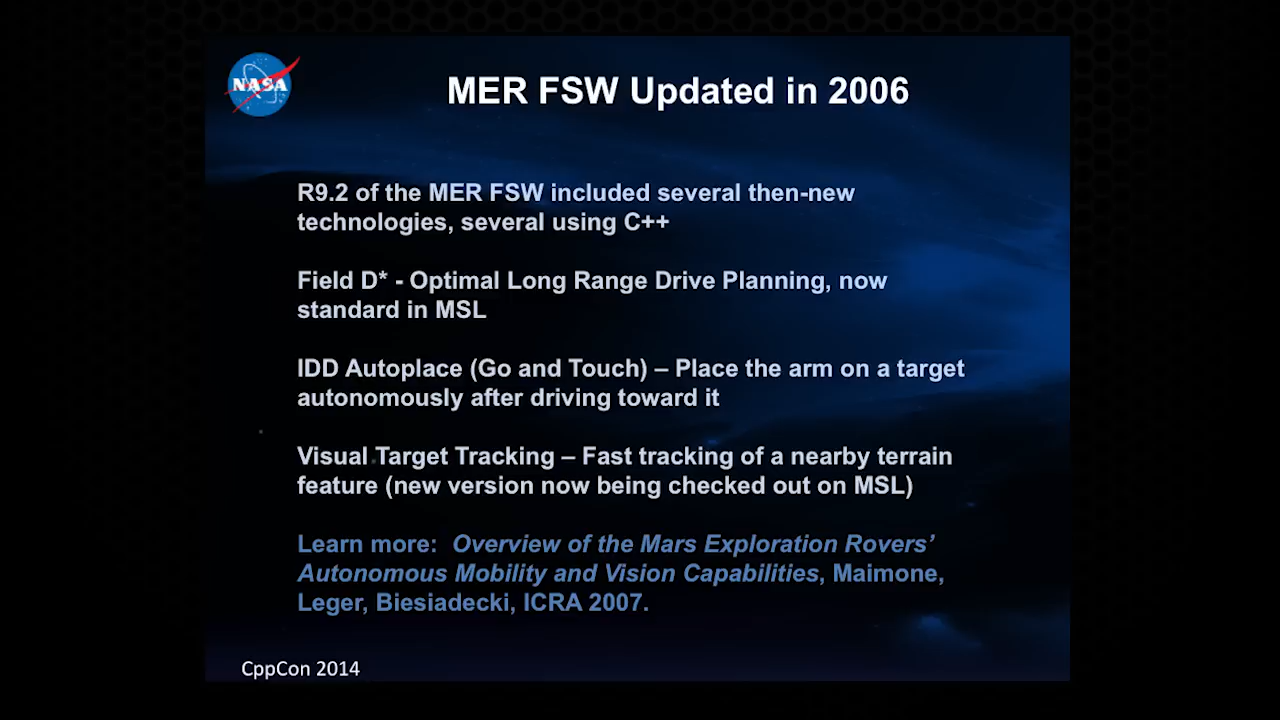 NASA
MER FSW Updated in 2006
R9.2 of the MER FSW included several then-new
technologies, several using C++
Field D* - Optimal Long Range Drive Planning, now
standard in MSL
IDD Autoplace (Go and Touch) – Place the arm on a target
autonomously after driving toward it
Visual Target Tracking – Fast tracking of a nearby terrain
feature (new version now being checked out on MSL)
Learn more: Overview of the Mars Exploration Rovers’
Autonomous Mobility and Vision Capabilities, Maimone,
Leger, Biesiadecki, ICRA 2007.
CppCon 2014